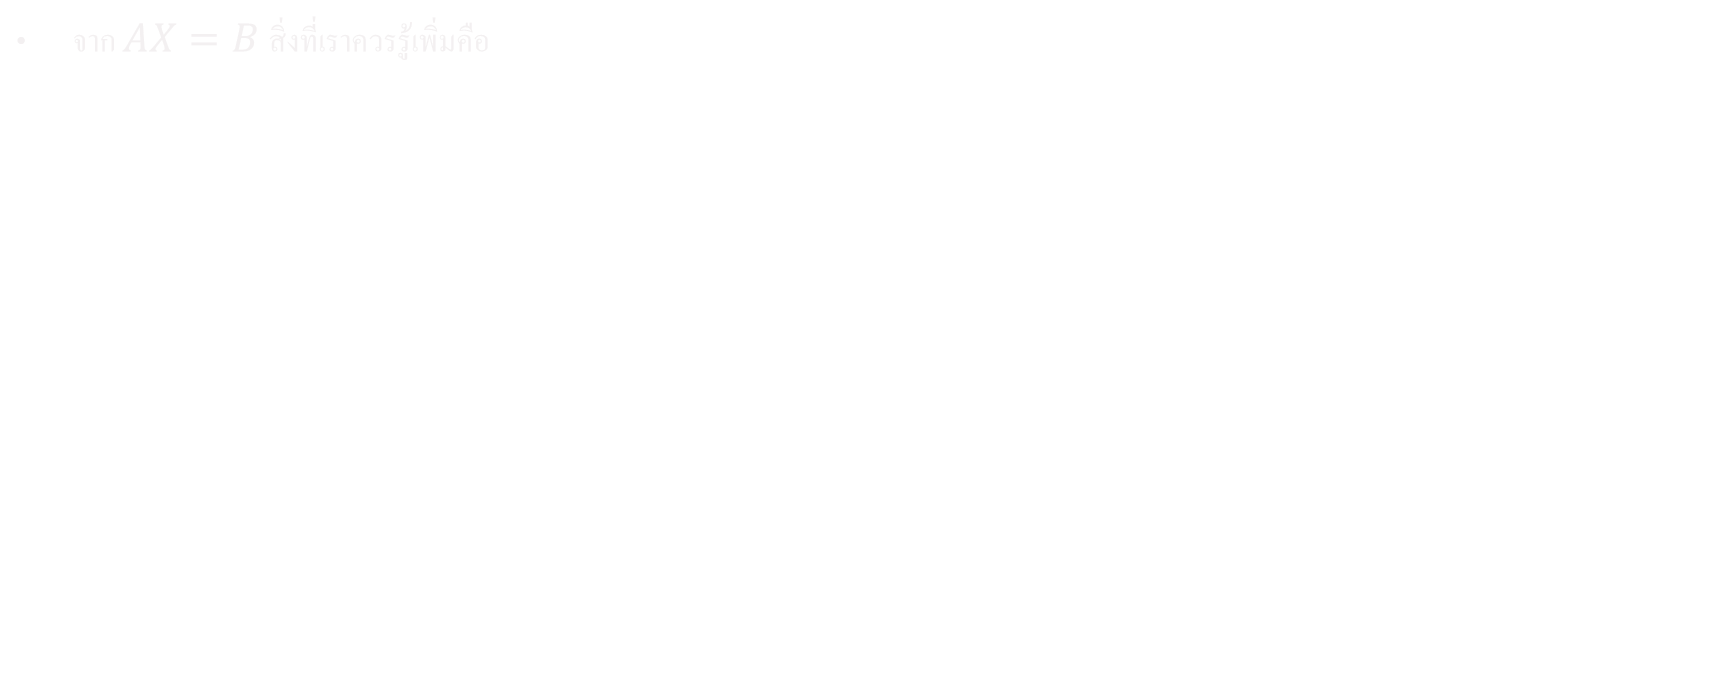 • จาก AX = B สิ่งที่เราควรรู้เพิ่มคือ